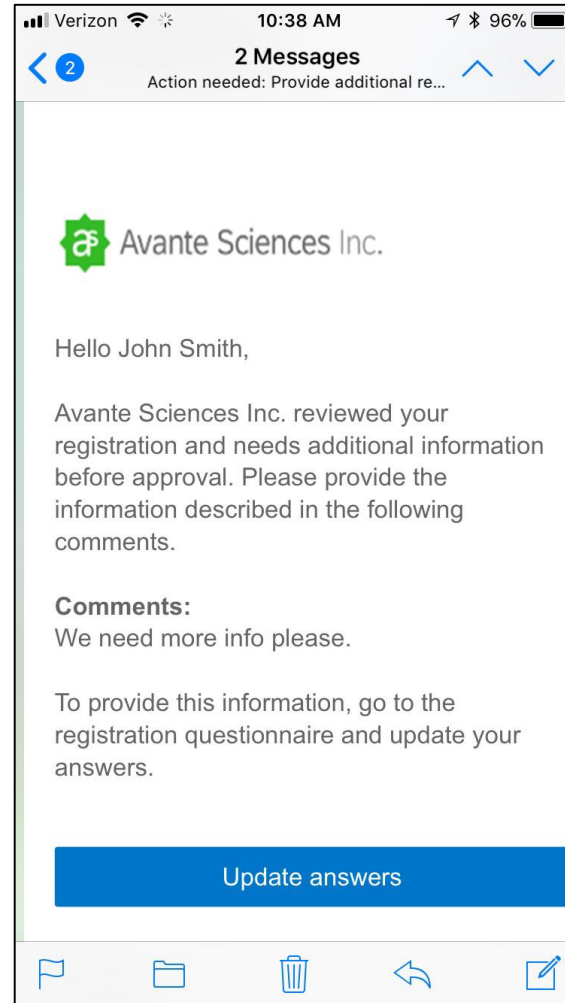 Verizon 10:38 AM 96%
2 2 Messages
Action needed: Provide additional re...
as Avante Sciences Inc.
Hello John Smith,
Avante Sciences Inc. reviewed your
registration and needs additional information
before approval. Please provide the
information described in the following
comments.
Comments:
We need more info please.
To provide this information, go to the
registration questionnaire and update your
answers.
Update answers